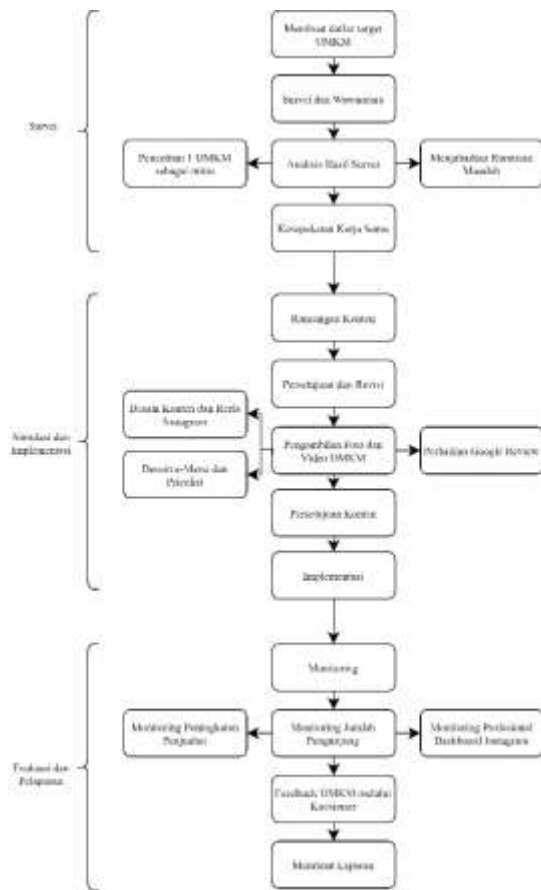 Membuat daftar target
UMKM
Survei
Survei dan Wawancara
Penentuan 1 UMKM
sebagai mitra
Analisis Hasil Survei
Menjabarkan Rumusan
Masalah
Kesepakatan Kerja Sama
Rancangan Konten
Persetujuan dan Revisi
Desain Konten dan Reels
Instagram
Simulasi dan
Implementasi
Pengambilan Foto dan
Video UMKM
Perbaikan Google Review
Desain e-Menu dan
Pricelist
Persetujuan Konten
Implementasi
Monitoring
Monitoring Peningkatan
Penjualan
Monitoring Jumlah
Pengunjung
Monitoring Profesional
Dashboard Instagram
Evaluasi dan
Pelaporan
Feedback UMKM melalui
Kuesioner
Membuat Laporan